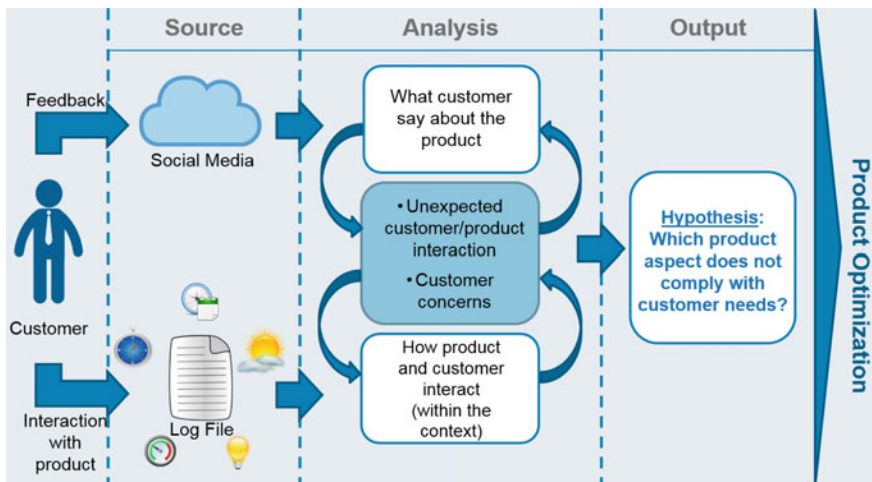 Source
Analysis
Output
Feedback
Social Media
Customer
Interaction
with
product
Log File
What customer
say about the
product
• Unexpected
customer/product
interaction
• Customer
concerns
How product
and customer
interact
(within the
context)
Hypothesis:
Which product
aspect does not
comply with
customer needs?
Product Optimization